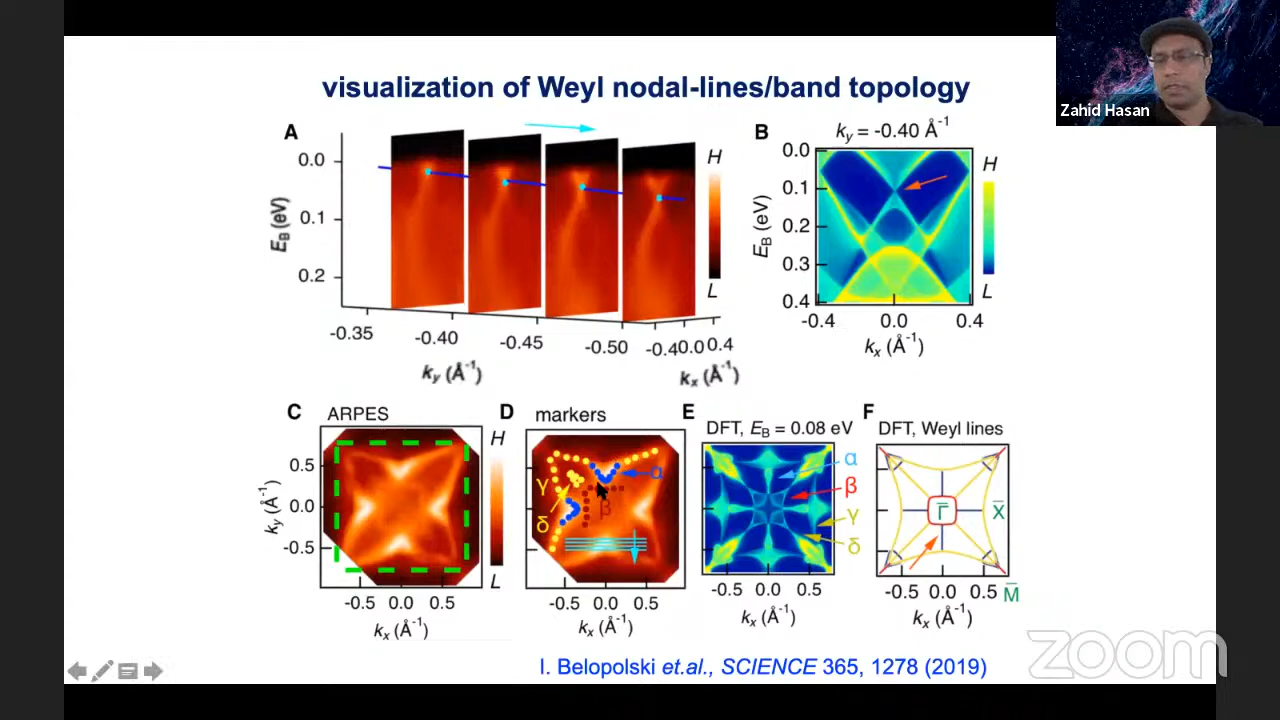 Zahid Hasan
visualization of Weyl nodal-lines/band topology
A
0.0
0.1
0.2
E_B (eV)
-0.35
-0.40
-0.45
-0.50
-0.4 0.0 0.4
k_y (Å⁻¹)
k_x (Å⁻¹)
H
L
B
k_y = -0.40 Å⁻¹
0.0
0.1
0.2
0.3
0.4
E_B (eV)
-0.4
0.0
0.4
k_x (Å⁻¹)
H
L
C
ARPES
0.5
0.0
-0.5
k_y (Å⁻¹)
-0.5 0.0 0.5
k_x (Å⁻¹)
H
L
D
markers
α
γ
β
δ
-0.5 0.0 0.5
k_x (Å⁻¹)
E
DFT, E_B = 0.08 eV
α
β
γ
δ
-0.5 0.0 0.5
k_x (Å⁻¹)
F
DFT, Weyl lines
Γ̅
X̅
M̅
-0.5 0.0 0.5
k_x (Å⁻¹)
I. Belopolski et.al., SCIENCE 365, 1278 (2019)
zoom